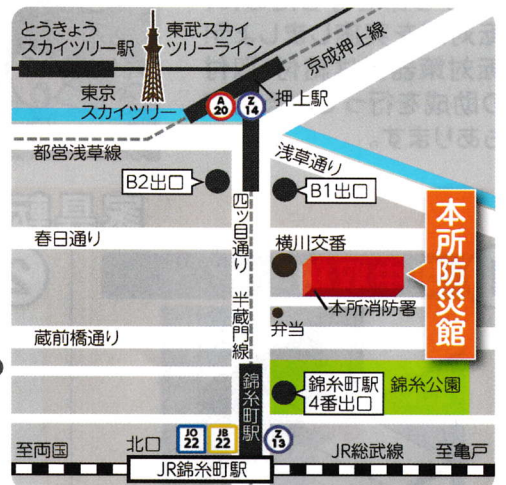 とうきょう
スカイツリー駅
東武スカイ
ツリーライン
京成押上線
東京
スカイツリー
A
20
Z
14
押上駅
都営浅草線
浅草通り
B2出口
B1出口
四ツ目通り
春日通り
横川交番
本所防災館
半蔵門線
本所消防署
蔵前橋通り
弁当
錦糸町駅
錦糸町駅
4番出口
錦糸公園
至両国
北口
JO
22
JB
22
Z
13
JR総武線
至亀戸
JR錦糸町駅